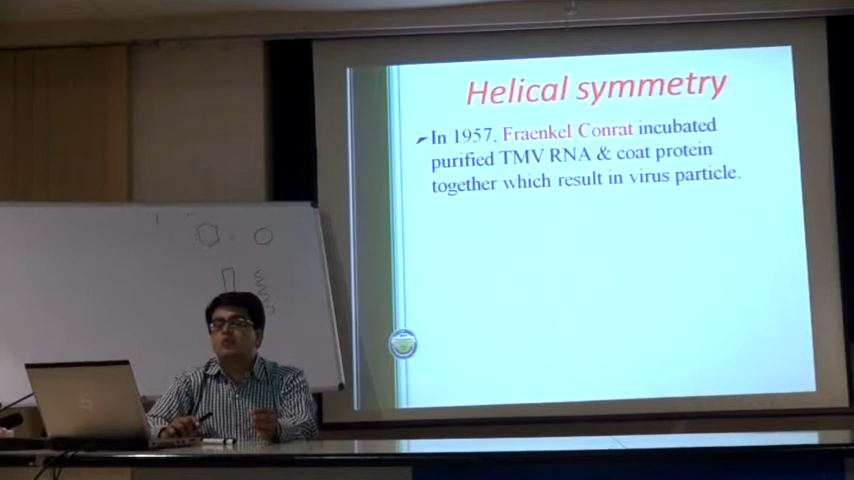 Helical symmetry
In 1957, Fraenkel Conrat incubated
purified TMV RNA & coat protein
together which result in virus particle.